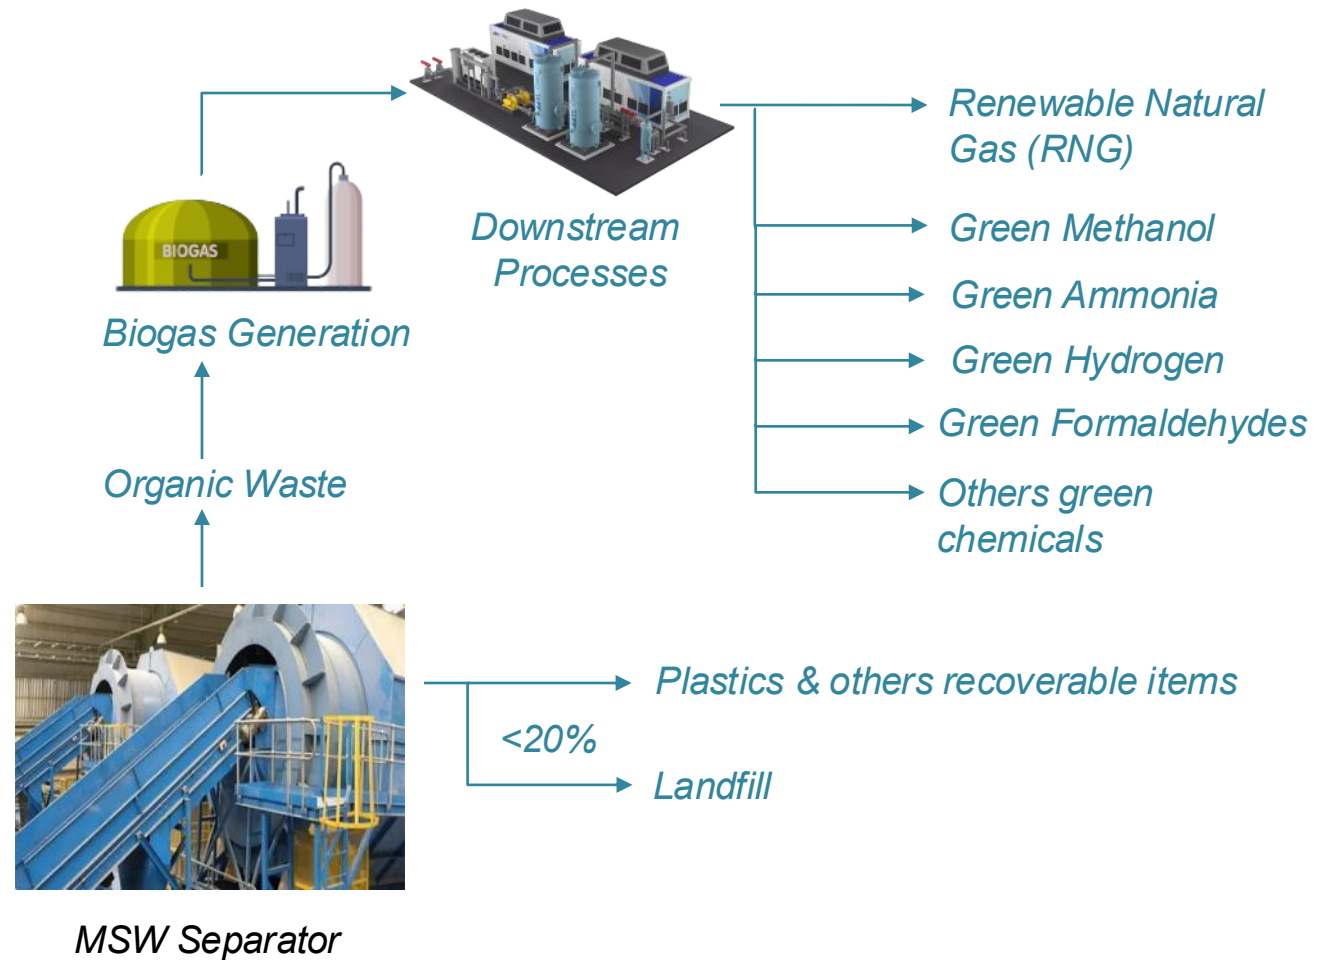 Renewable Natural
Gas (RNG)
Downstream
Processes
Green Methanol
BIOGAS
Green Ammonia
Biogas Generation
Green Hydrogen
Green Formaldehydes
Organic Waste
Others green
chemicals
Plastics & others recoverable items
<20%
Landfill
MSW Separator